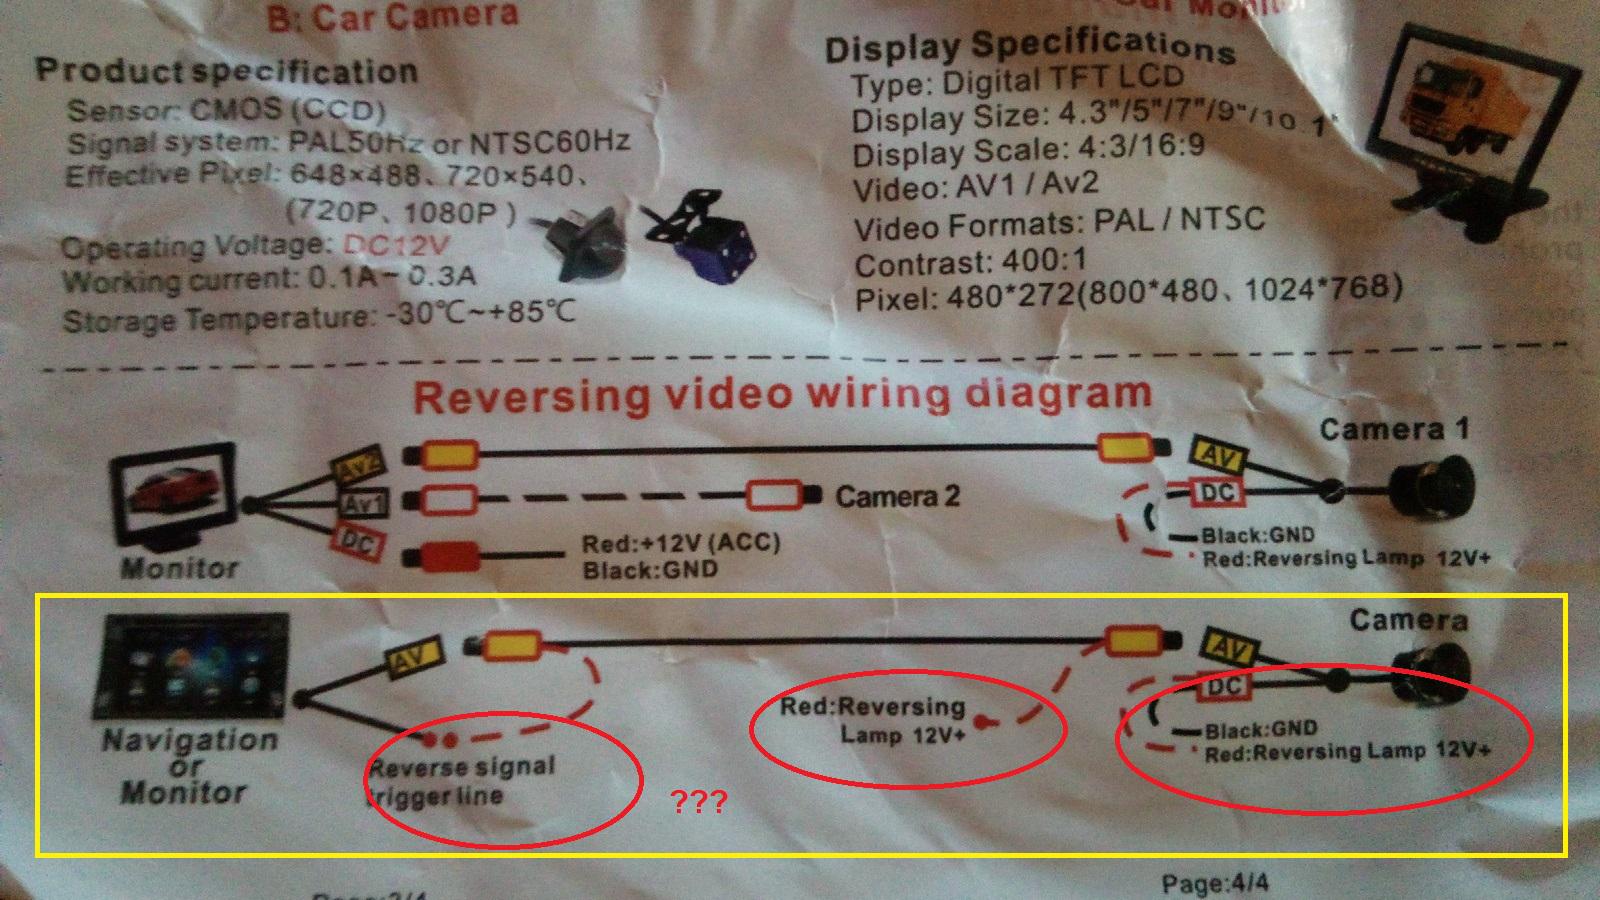 B: Car Camera
Product specification
Sensor: CMOS (CCD)
Signal system: PAL50Hz or NTSC60Hz
Effective Pixel: 648×488、720×540、
(720P、1080P )
Operating Voltage: DC12V
Working current: 0.1A~0.3A
Storage Temperature: -30℃~+85℃
Car Monitor
Display Specifications
Type: Digital TFT LCD
Display Size: 4.3"/5"/7"/9"/10.1"
Display Scale: 4:3/16:9
Video: AV1 / Av2
Video Formats: PAL / NTSC
Contrast: 400:1
Pixel: 480*272(800*480、1024*768)
Reversing video wiring diagram
Av2
Av1
DC
Monitor
Camera 2
Red:+12V (ACC)
Black:GND
Camera 1
AV
DC
Black:GND
Red:Reversing Lamp 12V+
AV
Navigation
or
Monitor
Reverse signal
trigger line
???
Red:Reversing
Lamp 12V+
Camera
AV
DC
Black:GND
Red:Reversing Lamp 12V+
Page:4/4